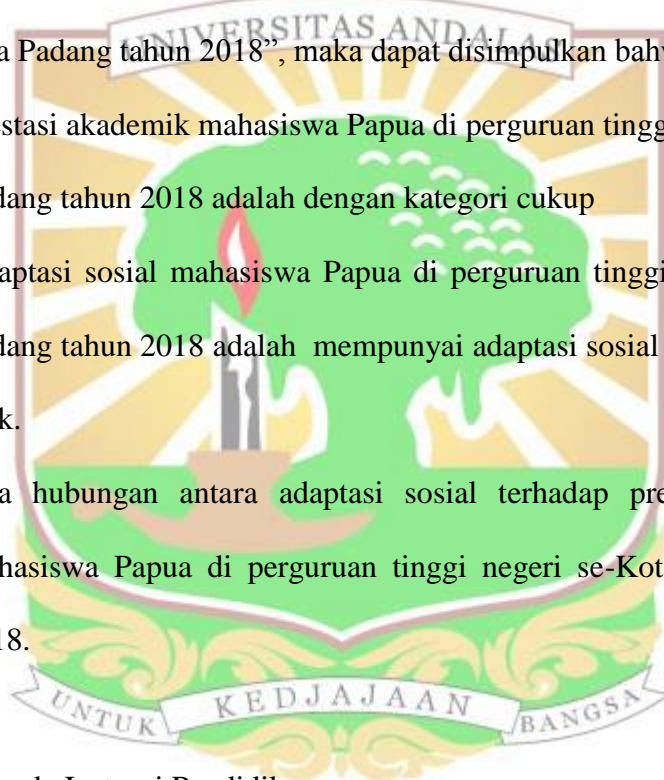 UNIVERSITAS ANDALAS
a Padang tahun 2018”, maka dapat disimpulkan bahw
estasi akademik mahasiswa Papua di perguruan tingg
dang tahun 2018 adalah dengan kategori cukup
aptasi sosial mahasiswa Papua di perguruan tinggi
dang tahun 2018 adalah mempunyai adaptasi sosial
k.
a hubungan antara adaptasi sosial terhadap pre
hasiswa Papua di perguruan tinggi negeri se-Kot
18.
UNTUK KEDJAJAAN BANGSA